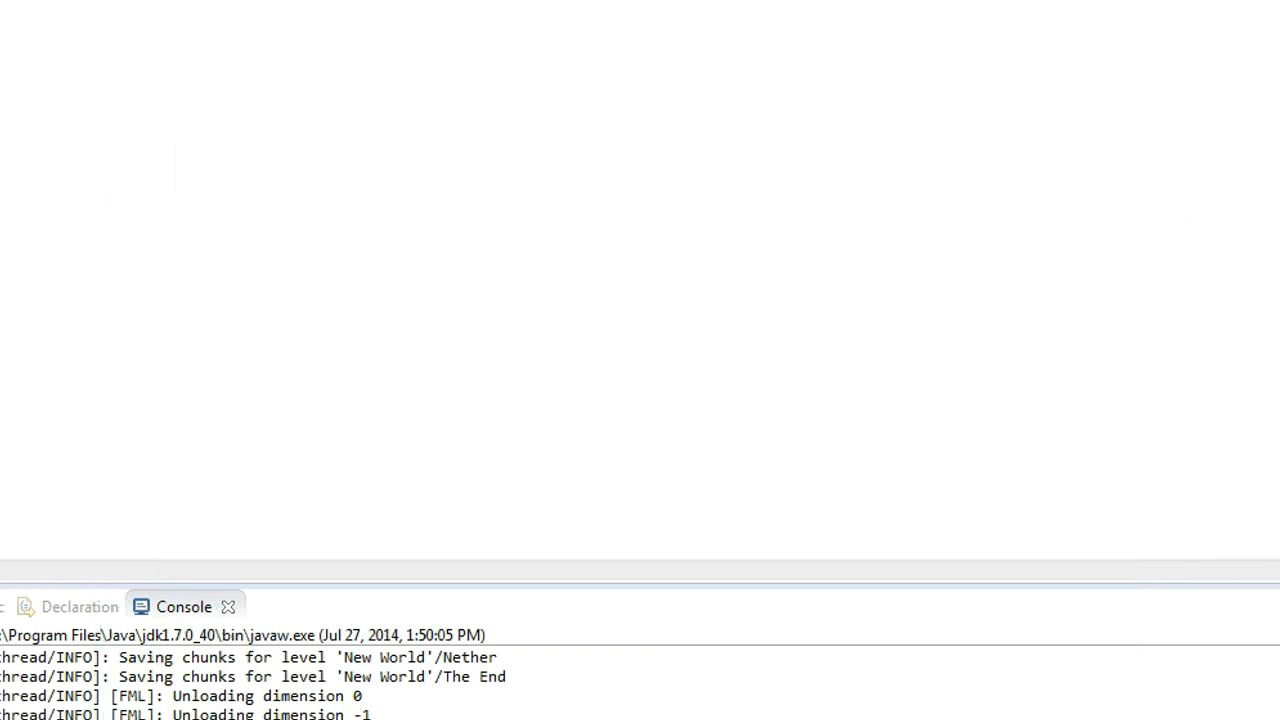 Declaration Console
:\Program Files\Java\jdk1.7.0_40\bin\javaw.exe (Jul 27, 2014, 1:50:05 PM)
thread/INFO]: Saving chunks for level 'New World'/Nether
thread/INFO]: Saving chunks for level 'New World'/The End
thread/INFO] [FML]: Unloading dimension 0
thread/INFO] [FML]: Unloading dimension -1